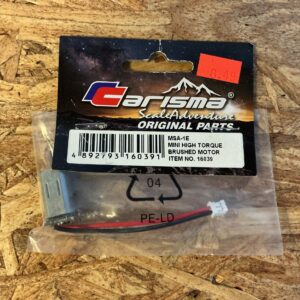 Carisma®
ScaleAdventure
ORIGINAL PARTS
MSA-1E
MINI HIGH TORQUE
BRUSHED MOTOR
ITEM NO. 16039
4 892793 160391
04
PE-LD